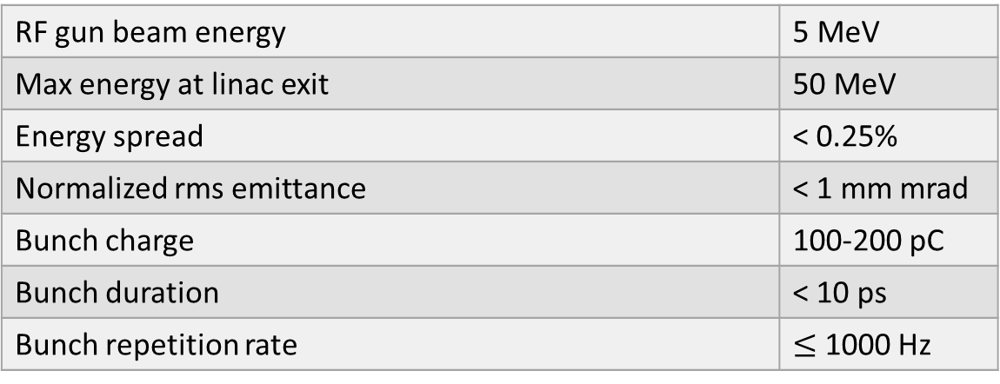 RF gun beam energy 5 MeV
Max energy at linac exit 50 MeV
Energy spread < 0.25%
Normalized rms emittance < 1 mm mrad
Bunch charge 100-200 pC
Bunch duration < 10 ps
Bunch repetition rate ≤ 1000 Hz